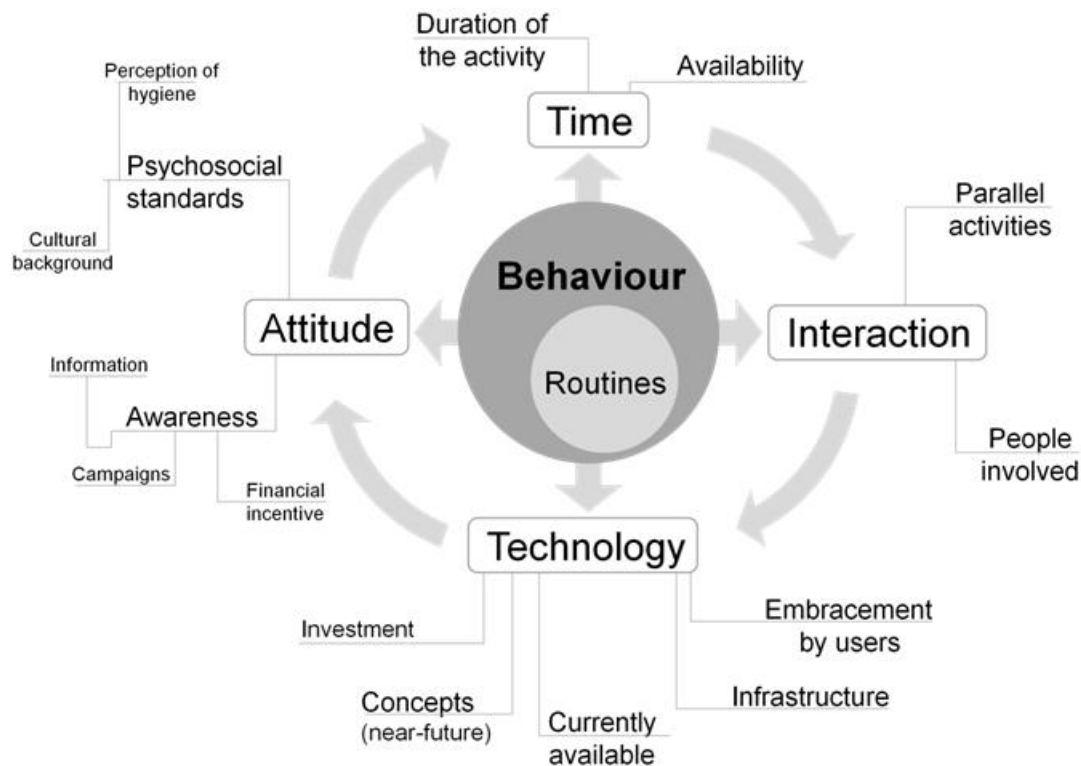 Duration of
the activity
Availability
Time
Perception of
hygiene
Psychosocial
standards
Cultural
background
Parallel
activities
Behaviour
Routines
Attitude
Interaction
Information
Awareness
Campaigns
Financial
incentive
People
involved
Technology
Investment
Embracement
by users
Concepts
(near-future)
Infrastructure
Currently
available